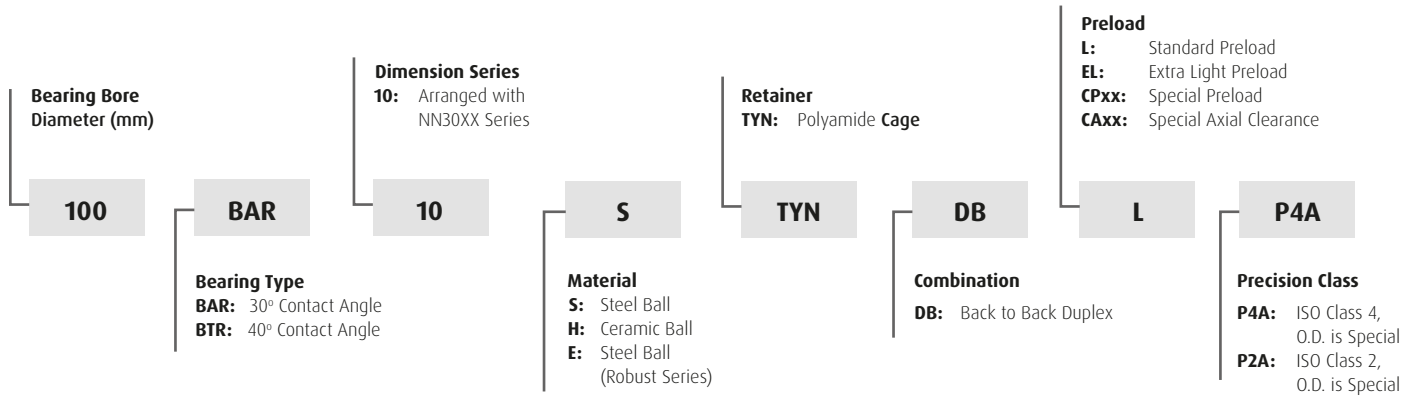 Bearing Bore
Diameter (mm)
100
BAR
Bearing Type
BAR: 30° Contact Angle
BTR: 40° Contact Angle
Dimension Series
10: Arranged with
NN30XX Series
10
S
Material
S: Steel Ball
H: Ceramic Ball
E: Steel Ball
(Robust Series)
Retainer
TYN: Polyamide Cage
TYN
DB
Combination
DB: Back to Back Duplex
Preload
L: Standard Preload
EL: Extra Light Preload
CPxx: Special Preload
CAxx: Special Axial Clearance
L
P4A
Precision Class
P4A: ISO Class 4,
O.D. is Special
P2A: ISO Class 2,
O.D. is Special